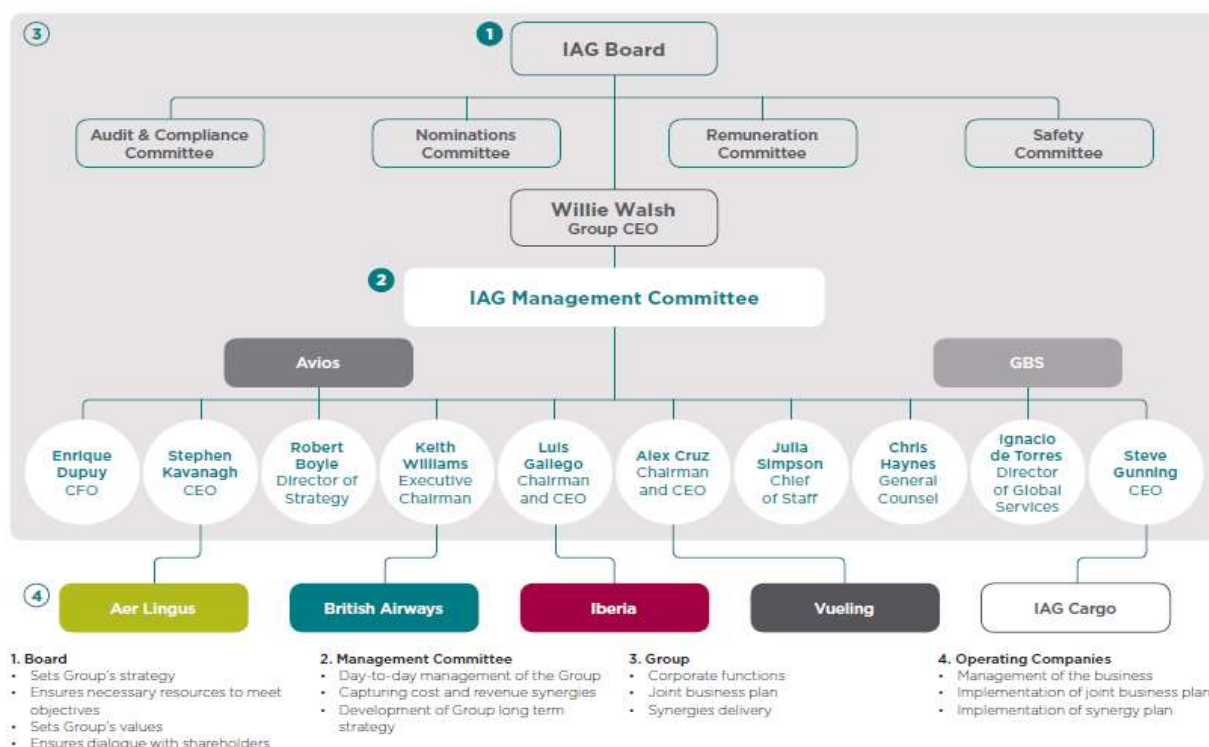 3
1
IAG Board
Audit & Compliance
Committee
Nominations
Committee
Remuneration
Committee
Safety
Committee
Willie Walsh
Group CEO
2
IAG Management Committee
Avios
GBS
Enrique
Dupuy
CFO
Stephen
Kavanagh
CEO
Robert
Boyle
Director of
Strategy
Keith
Williams
Executive
Chairman
Luis
Gallego
Chairman
and CEO
Alex Cruz
Chairman
and CEO
Julia
Simpson
Chief
of Staff
Chris
Haynes
General
Counsel
Ignacio
de Torres
Director
of Global
Services
Steve
Gunning
CEO
4
Aer Lingus
British Airways
Iberia
Vueling
IAG Cargo
1. Board
• Sets Group's strategy
• Ensures necessary resources to meet
objectives
• Sets Group's values
• Ensures dialogue with shareholders
2. Management Committee
• Day-to-day management of the Group
• Capturing cost and revenue synergies
• Development of Group long term
strategy
3. Group
• Corporate functions
• Joint business plan
• Synergies delivery
4. Operating Companies
• Management of the business
• Implementation of joint business plan
• Implementation of synergy plan